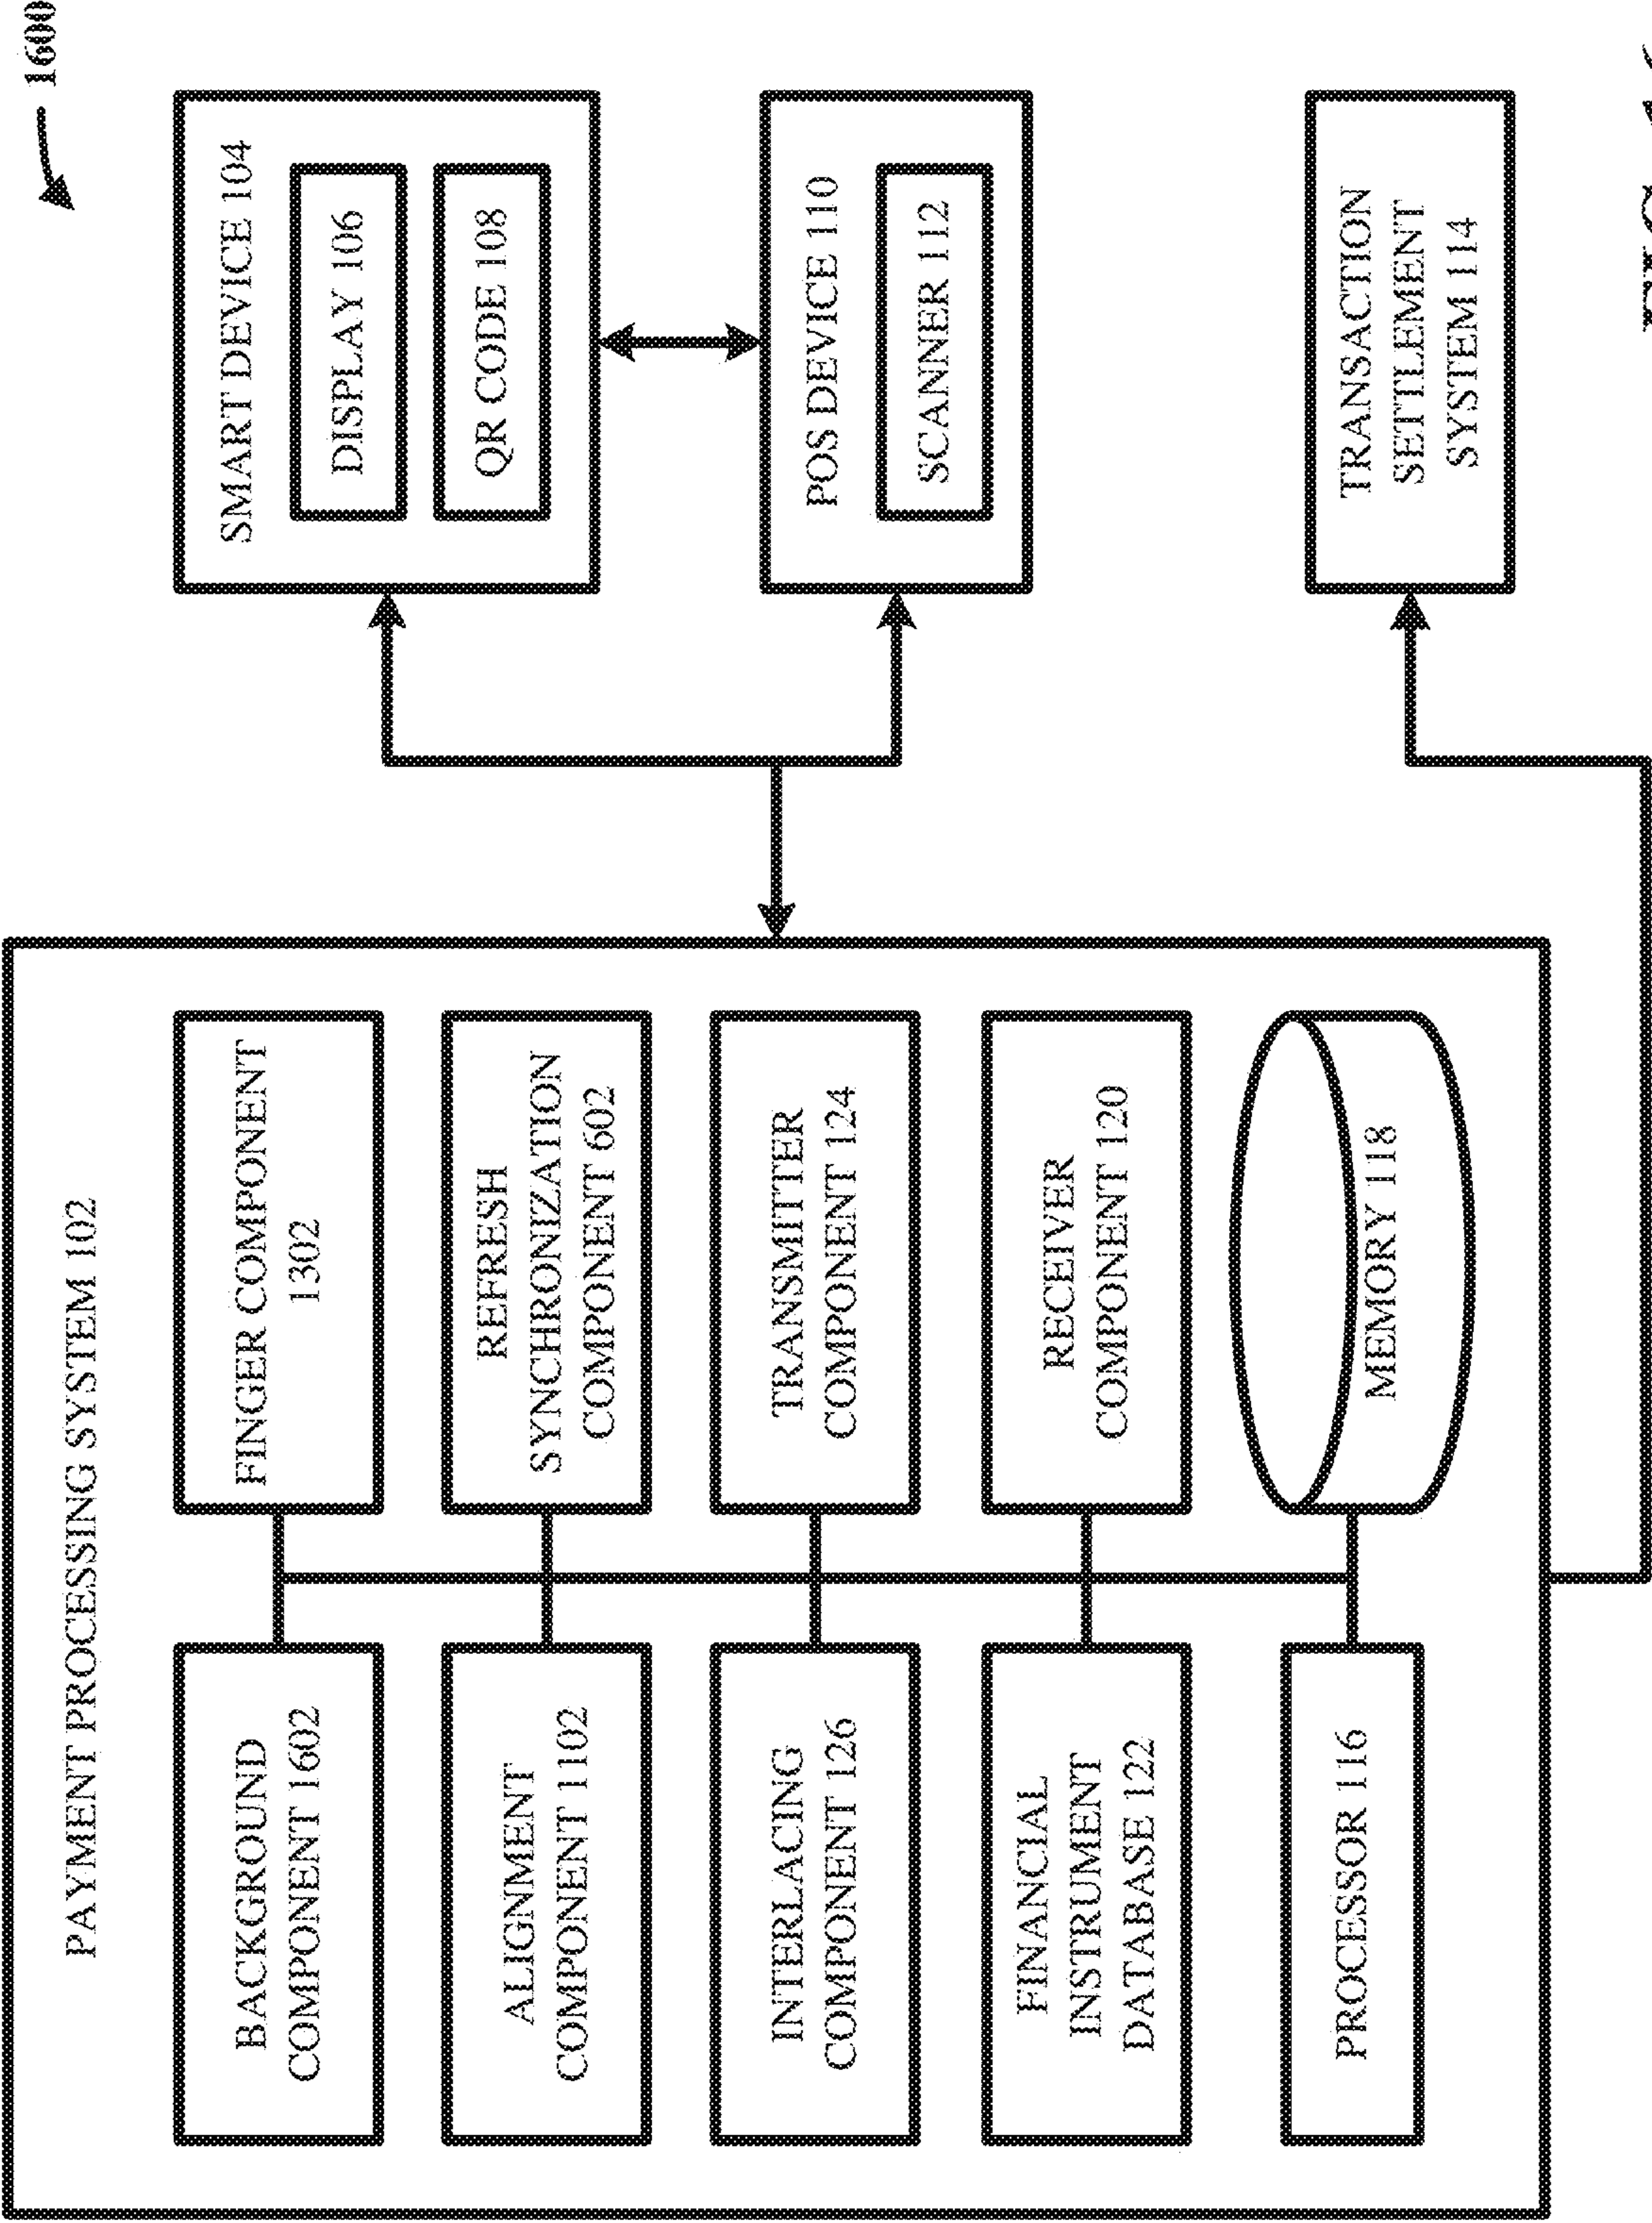 1600
PAYMENT PROCESSING SYSTEM 102
BACKGROUND
COMPONENT 1602
FINGER COMPONENT
1302
ALIGNMENT
COMPONENT 1102
REFRESH
SYNCHRONIZATION
COMPONENT 602
INTERLACING
COMPONENT 126
TRANSMITTER
COMPONENT 124
FINANCIAL
INSTRUMENT
DATABASE 122
RECEIVER
COMPONENT 120
PROCESSOR 116
MEMORY 118
SMART DEVICE 104
DISPLAY 106
QR CODE 108
POS DEVICE 110
SCANNER 112
TRANSACTION
SETTLEMENT
SYSTEM 114